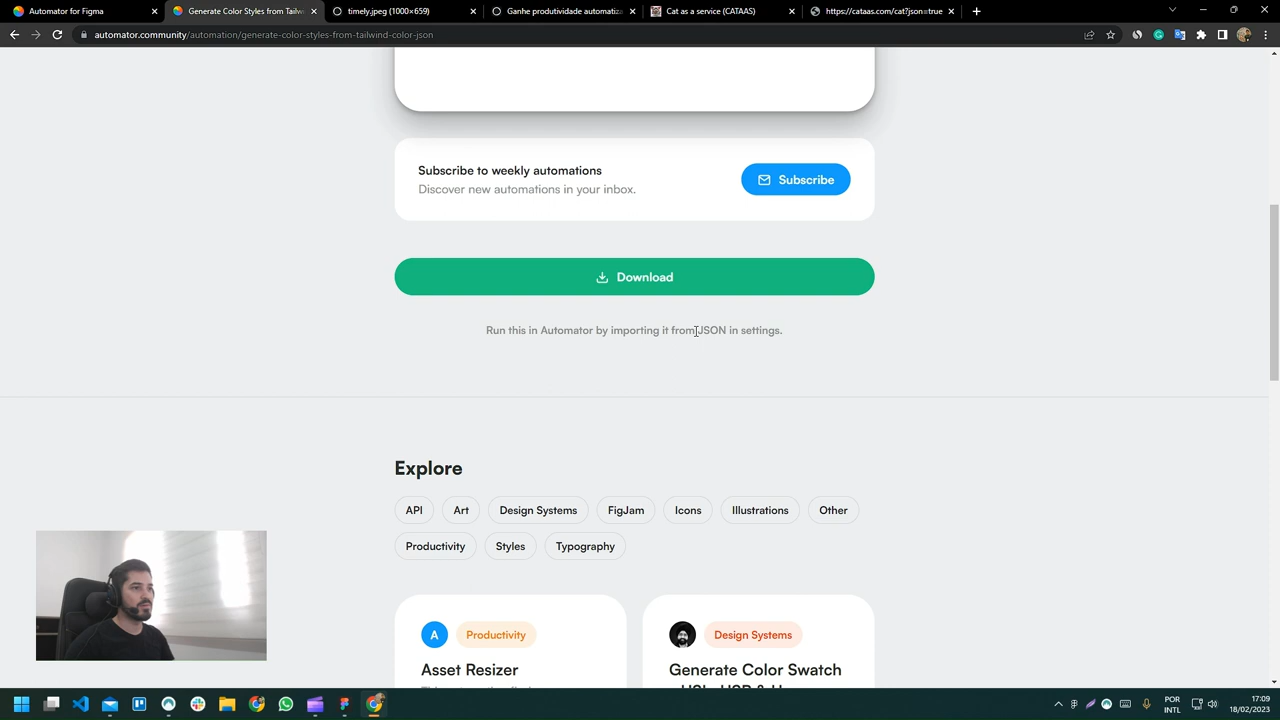 Automator for Figma
Generate Color Styles from Tailw
timely.jpeg (1000×659)
Ganhe produtividade automatiza
Cat as a service (CATAAS)
https://cataas.com/cat?json=true
automator.community/automation/generate-color-styles-from-tailwind-color-json
Subscribe to weekly automations
Discover new automations in your inbox.
Subscribe
Download
Run this in Automator by importing it from JSON in settings.
Explore
API
Art
Design Systems
FigJam
Icons
Illustrations
Other
Productivity
Styles
Typography
A
Productivity
Asset Resizer
Design Systems
Generate Color Swatch
POR
INTL
17:09
18/02/2023